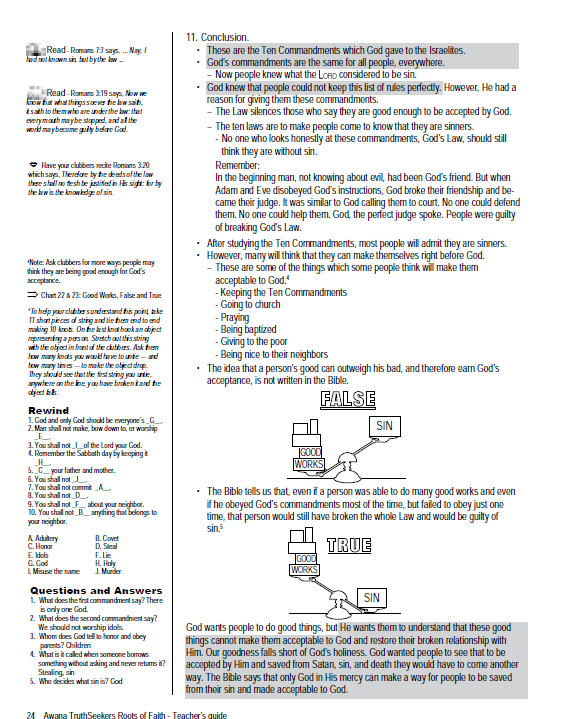 Read - Romans 7:7 says, ... Nay, I
had not known sin, but by the law ...
Read - Romans 3:19 says, Now we
know that what things soever the law saith,
it saith to them who are under the law: that
every mouth may be stopped, and all the
world may become guilty before God.
Have your clubbers recite Romans 3:20
which says, Therefore by the deeds of the law
there shall no flesh be justified in His sight: for by
the law is the knowledge of sin.
⁴Note: Ask clubbers for more ways people may
think they are being good enough for God's
acceptance.
⇒ Chart 22 & 23: Good Works, False and True
⁵To help your clubbers understand this point, take
11 short pieces of string and tie them end to end
making 10 knots. On the last knot hook an object
representing a person. Stretch out this string
with the object in front of the clubbers. Ask them
how many knots you would have to untie — and
how many times — to make the object drop.
They should see that the first string you untie,
anywhere on the line, you have broken it and the
object falls.
Rewind
1. God and only God should be everyone's _G__.
2. Man shall not make, bow down to, or worship
_E__.
3. You shall not _I__ of the Lord your God.
4. Remember the Sabbath day by keeping it
_H__.
5. _C__ your father and mother.
6. You shall not _J__.
7. You shall not commit _A__.
8. You shall not _D__.
9. You shall not _F__ about your neighbor.
10. You shall not _B__ anything that belongs to
your neighbor.
A. Adultery B. Covet
C. Honor D. Steal
E. Idols F. Lie
G. God H. Holy
I. Misuse the name J. Murder
Questions and Answers
1. What does the first commandment say? There
is only one God.
2. What does the second commandment say?
We should not worship idols.
3. Whom does God tell to honor and obey
parents? Children
4. What is it called when someone borrows
something without asking and never returns it?
Stealing, sin
5. Who decides what sin is? God
11. Conclusion.
• These are the Ten Commandments which God gave to the Israelites.
• God's commandments are the same for all people, everywhere.
– Now people knew what the LORD considered to be sin.
• God knew that people could not keep this list of rules perfectly. However, He had a
reason for giving them these commandments.
– The Law silences those who say they are good enough to be accepted by God.
– The ten laws are to make people come to know that they are sinners.
- No one who looks honestly at these commandments, God's Law, should still
think they are without sin.
Remember:
In the beginning man, not knowing about evil, had been God's friend. But when
Adam and Eve disobeyed God's instructions, God broke their friendship and be-
came their judge. It was similar to God calling them to court. No one could defend
them. No one could help them. God, the perfect judge spoke. People were guilty
of breaking God's Law.
• After studying the Ten Commandments, most people will admit they are sinners.
• However, many will think that they can make themselves right before God.
– These are some of the things which some people think will make them
acceptable to God.⁴
- Keeping the Ten Commandments
- Going to church
- Praying
- Being baptized
- Giving to the poor
- Being nice to their neighbors
• The idea that a person's good can outweigh his bad, and therefore earn God's
acceptance, is not written in the Bible.
FALSE
SIN
GOOD
WORKS
• The Bible tells us that, even if a person was able to do many good works and even
if he obeyed God's commandments most of the time, but failed to obey just one
time, that person would still have broken the whole Law and would be guilty of
sin.⁵
TRUE
GOOD
WORKS
SIN
God wants people to do good things, but He wants them to understand that these good
things cannot make them acceptable to God and restore their broken relationship with
Him. Our goodness falls short of God's holiness. God wanted people to see that to be
accepted by Him and saved from Satan, sin, and death they would have to come another
way. The Bible says that only God in His mercy can make a way for people to be saved
from their sin and made acceptable to God.
24 Awana TruthSeekers Roots of Faith - Teacher's guide